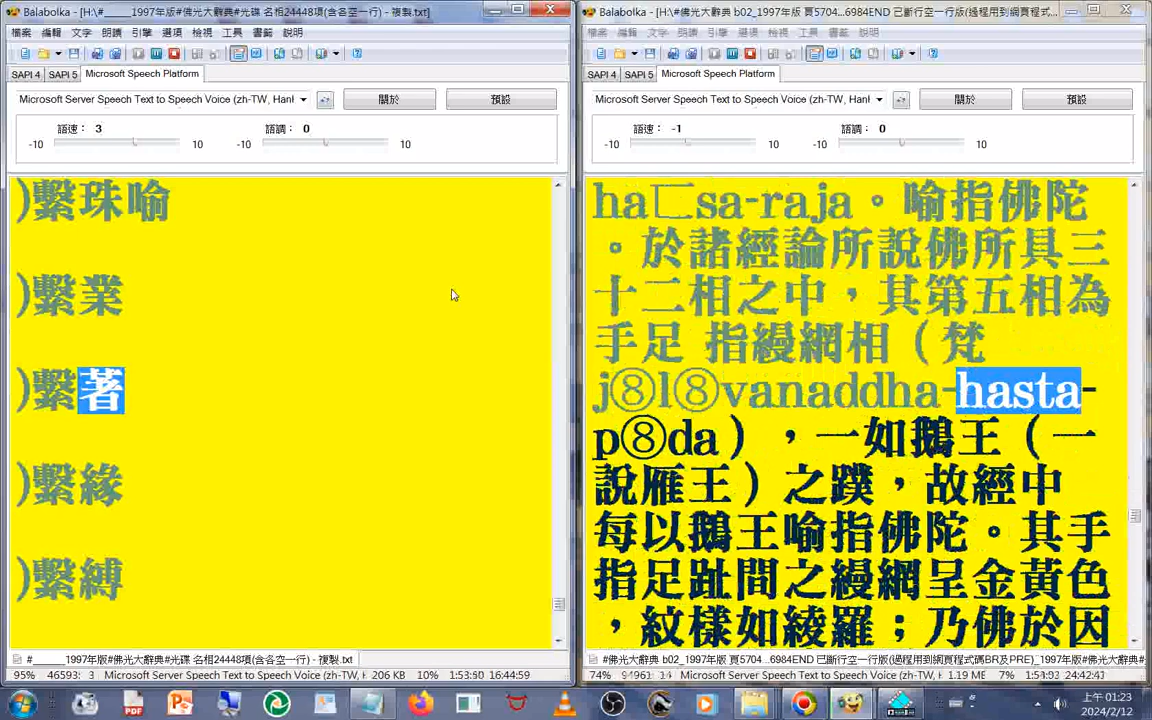 Balabolka - [H:\#_____1997年版#佛光大辭典#光碟 名相24448項(含各空一行) - 複製.txt]
檔案 編輯 文字 朗讀 引擎 選項 檢視 工具 書籤 說明
SAPI 4 SAPI 5 Microsoft Speech Platform
Microsoft Server Speech Text to Speech Voice (zh-TW, Hanl
關於 預設
語速： 3 語調： 0
-10 10 -10 10
)繫珠喻
)繫業
)繫著
)繫緣
)繫縛
#_____1997年版#佛光大辭典#光碟 名相24448項(含各空一行) - 複製.txt
95% 46593: 3 Microsoft Speech Platform Microsoft Server Speech Text to Speech Voice (zh-TW, H 206 KB 10% 1:53:90 16:44:59
Balabolka - [H:\#佛光大辭典 b02_1997年版 頁5704...6984END 已斷行空一行版(過程用到網頁程式...
檔案 編輯 文字 朗讀 引擎 選項 檢視 工具 書籤 說明
SAPI 4 SAPI 5 Microsoft Speech Platform
Microsoft Server Speech Text to Speech Voice (zh-TW, Hanl
關於 預設
語速： -1 語調： 0
-10 10 -10 10
ha匚sa-raja。喻指佛陀
。於諸經論所說佛所具三
十二相之中，其第五相為
手足 指縵網相（梵
j⑧l⑧vanaddha-hasta-
p⑧da），一如鵝王（一
說雁王）之蹼，故經中
每以鵝王喻指佛陀。其手
指足趾間之縵網呈金黃色
，紋樣如綾羅；乃佛於因
#佛光大辭典 b02_1997年版 頁5704...6984END 已斷行空一行版(過程用到網頁程式碼BR及PRE)_1997年版#佛光大辭典#
74% Microsoft Speech Platform Microsoft Server Speech Text to Speech Voice (zh-TW, 1.19 ME 7% 24:42:43
PDF
上午 01:23
2024/2/12